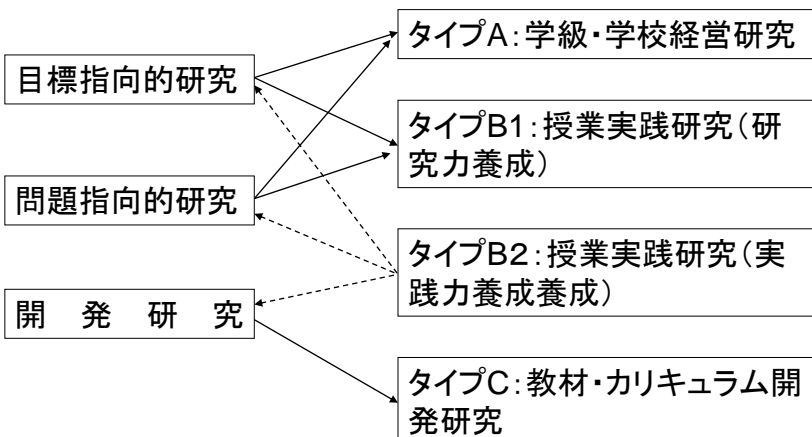 目標指向的研究
問題指向的研究
開　発　研　究
タイプA：学級・学校経営研究
タイプB1：授業実践研究（研
究力養成）
タイプB2：授業実践研究（実
践力養成養成）
タイプC：教材・カリキュラム開
発研究